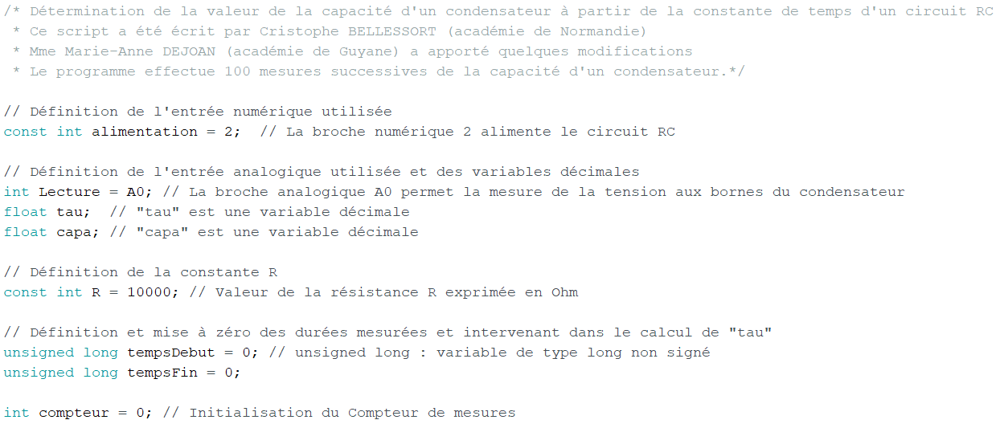 /* Détermination de la valeur de la capacité d'un condensateur à partir de la constante de temps d'un circuit RC
 * Ce script a été écrit par Cristophe BELLESSORT (académie de Normandie)
 * Mme Marie-Anne DEJOAN (académie de Guyane) a apporté quelques modifications
 * Le programme effectue 100 mesures successives de la capacité d'un condensateur.*/
// Définition de l'entrée numérique utilisée
const int alimentation = 2;  // La broche numérique 2 alimente le circuit RC
// Définition de l'entrée analogique utilisée et des variables décimales
int Lecture = A0; // La broche analogique A0 permet la mesure de la tension aux bornes du condensateur
float tau;  // "tau" est une variable décimale
float capa; // "capa" est une variable décimale
// Définition de la constante R
const int R = 10000; // Valeur de la résistance R exprimée en Ohm
// Définition et mise à zéro des durées mesurées et intervenant dans le calcul de "tau"
unsigned long tempsDebut = 0; // unsigned long : variable de type long non signé
unsigned long tempsFin = 0;
int compteur = 0; // Initialisation du Compteur de mesures